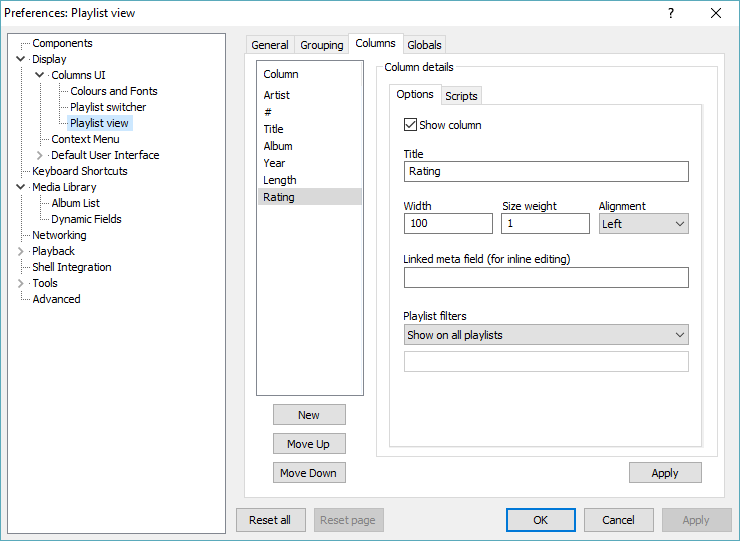 Preferences: Playlist view
?
Components
Display
Columns UI
Colours and Fonts
Playlist switcher
Playlist view
Context Menu
Default User Interface
Keyboard Shortcuts
Media Library
Album List
Dynamic Fields
Networking
Playback
Shell Integration
Tools
Advanced
General Grouping Columns Globals
Column
Artist
#
Title
Album
Year
Length
Rating
New
Move Up
Move Down
Column details
Options Scripts
Show column
Title
Rating
Width Size weight Alignment
100 1 Left
Linked meta field (for inline editing)
Playlist filters
Show on all playlists
Apply
Reset all Reset page OK Cancel Apply